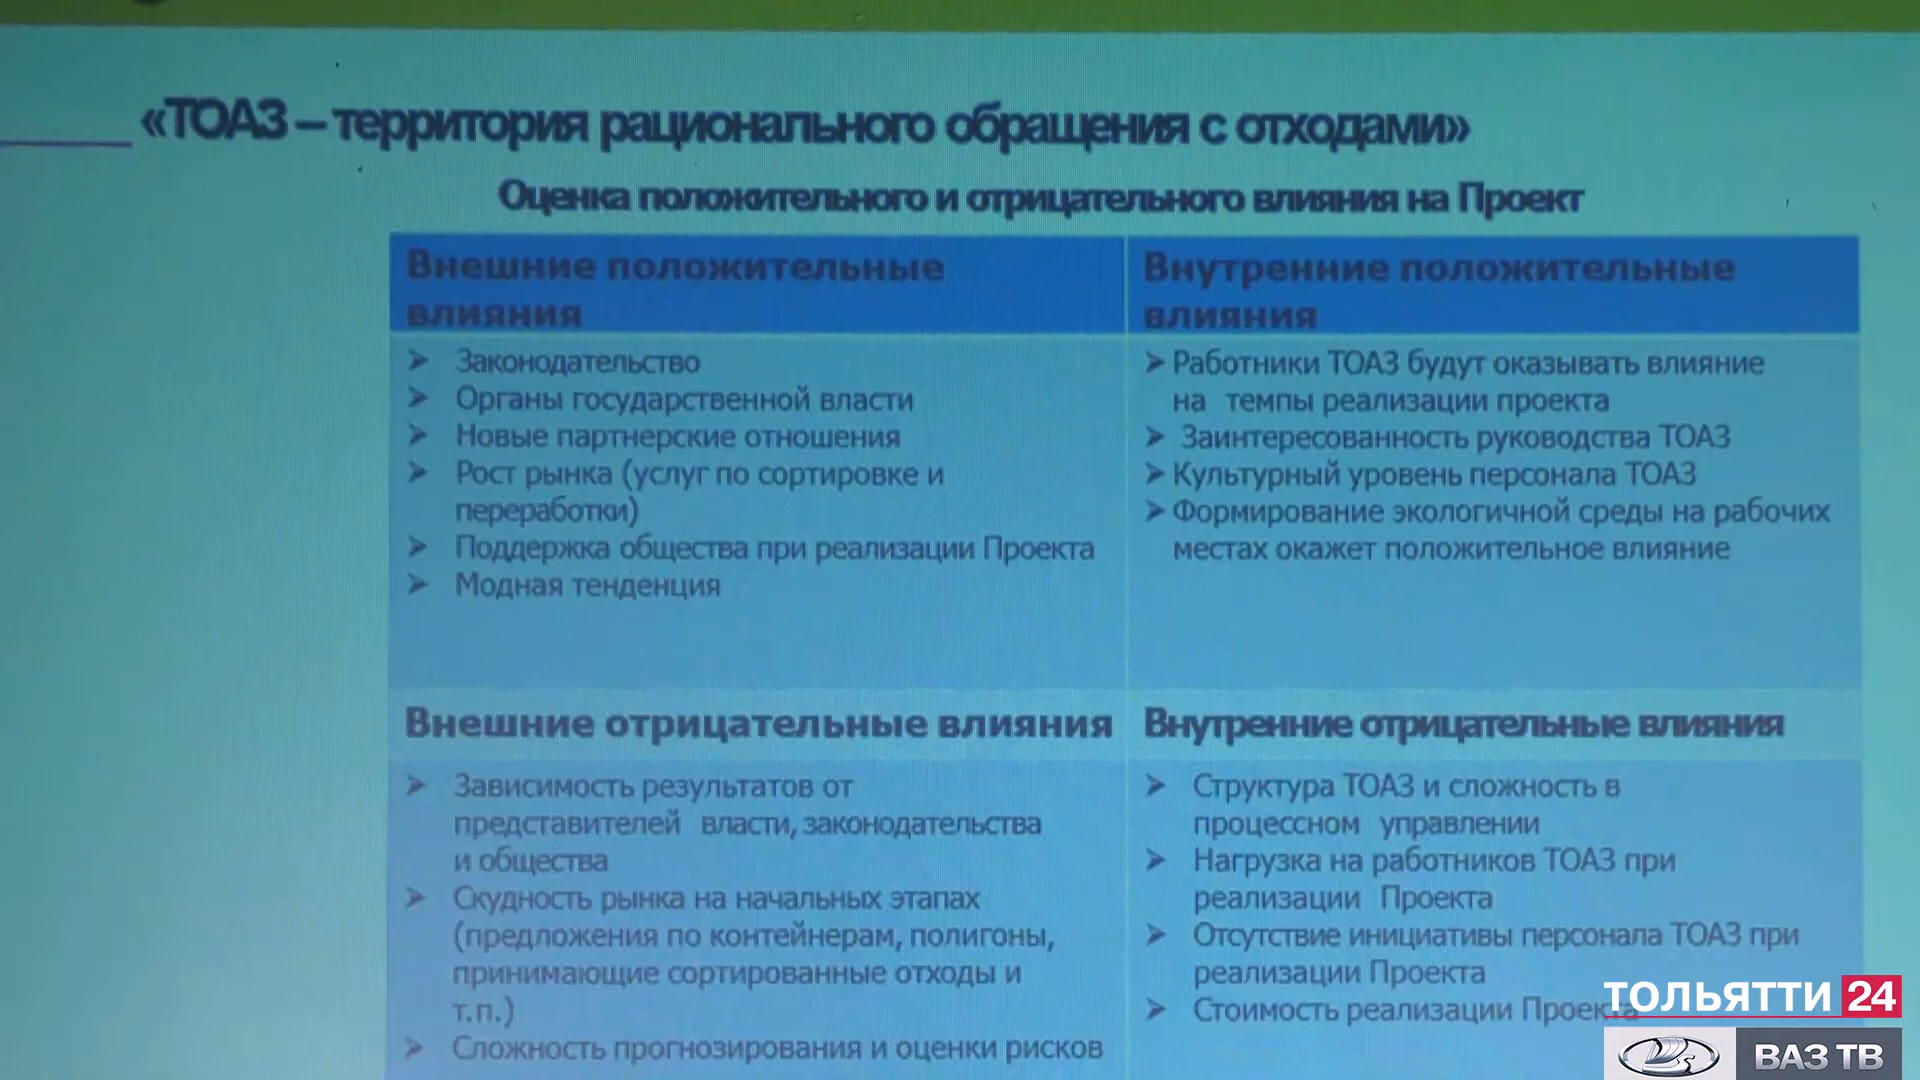 «ТОАЗ – территория рационального обращения с отходами»
Оценка положительного и отрицательного влияния на Проект
Внешние положительные
влияния
➤ Законодательство
➤ Органы государственной власти
➤ Новые партнерские отношения
➤ Рост рынка (услуг по сортировке и
переработки)
➤ Поддержка общества при реализации Проекта
➤ Модная тенденция
Внутренние положительные
влияния
➤ Работники ТОАЗ будут оказывать влияние
на темпы реализации проекта
➤ Заинтересованность руководства ТОАЗ
➤ Культурный уровень персонала ТОАЗ
➤ Формирование экологичной среды на рабочих
местах окажет положительное влияние
Внешние отрицательные влияния
➤ Зависимость результатов от
представителей власти, законодательства
и общества
➤ Скудность рынка на начальных этапах
(предложения по контейнерам, полигоны,
принимающие сортированные отходы и
т.п.)
➤ Сложность прогнозирования и оценки рисков
Внутренние отрицательные влияния
➤ Структура ТОАЗ и сложность в
процессном управлении
➤ Нагрузка на работников ТОАЗ при
реализации Проекта
➤ Отсутствие инициативы персонала ТОАЗ при
реализации Проекта
➤ Стоимость реализации Проекта
ТОЛЬЯТТИ 24
ВАЗ ТВ